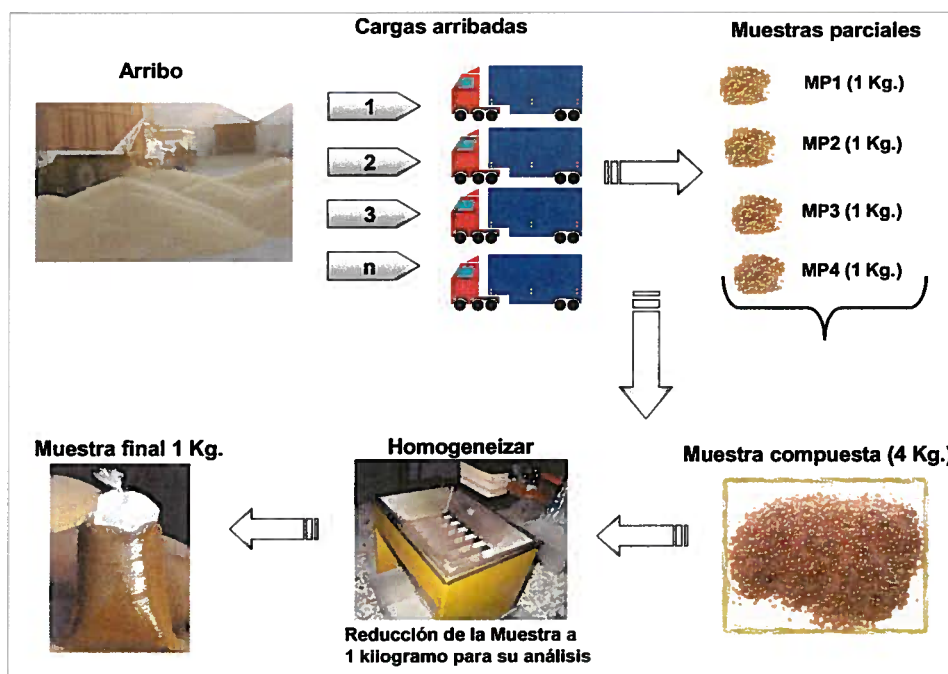 Cargas arribadas
Muestras parciales
Arribo
1
2
3
n
MP1 (1 Kg.)
MP2 (1 Kg.)
MP3 (1 Kg.)
MP4 (1 Kg.)
Muestra final 1 Kg.
Homogeneizar
Muestra compuesta (4 Kg.)
Reducción de la Muestra a
1 kilogramo para su análisis